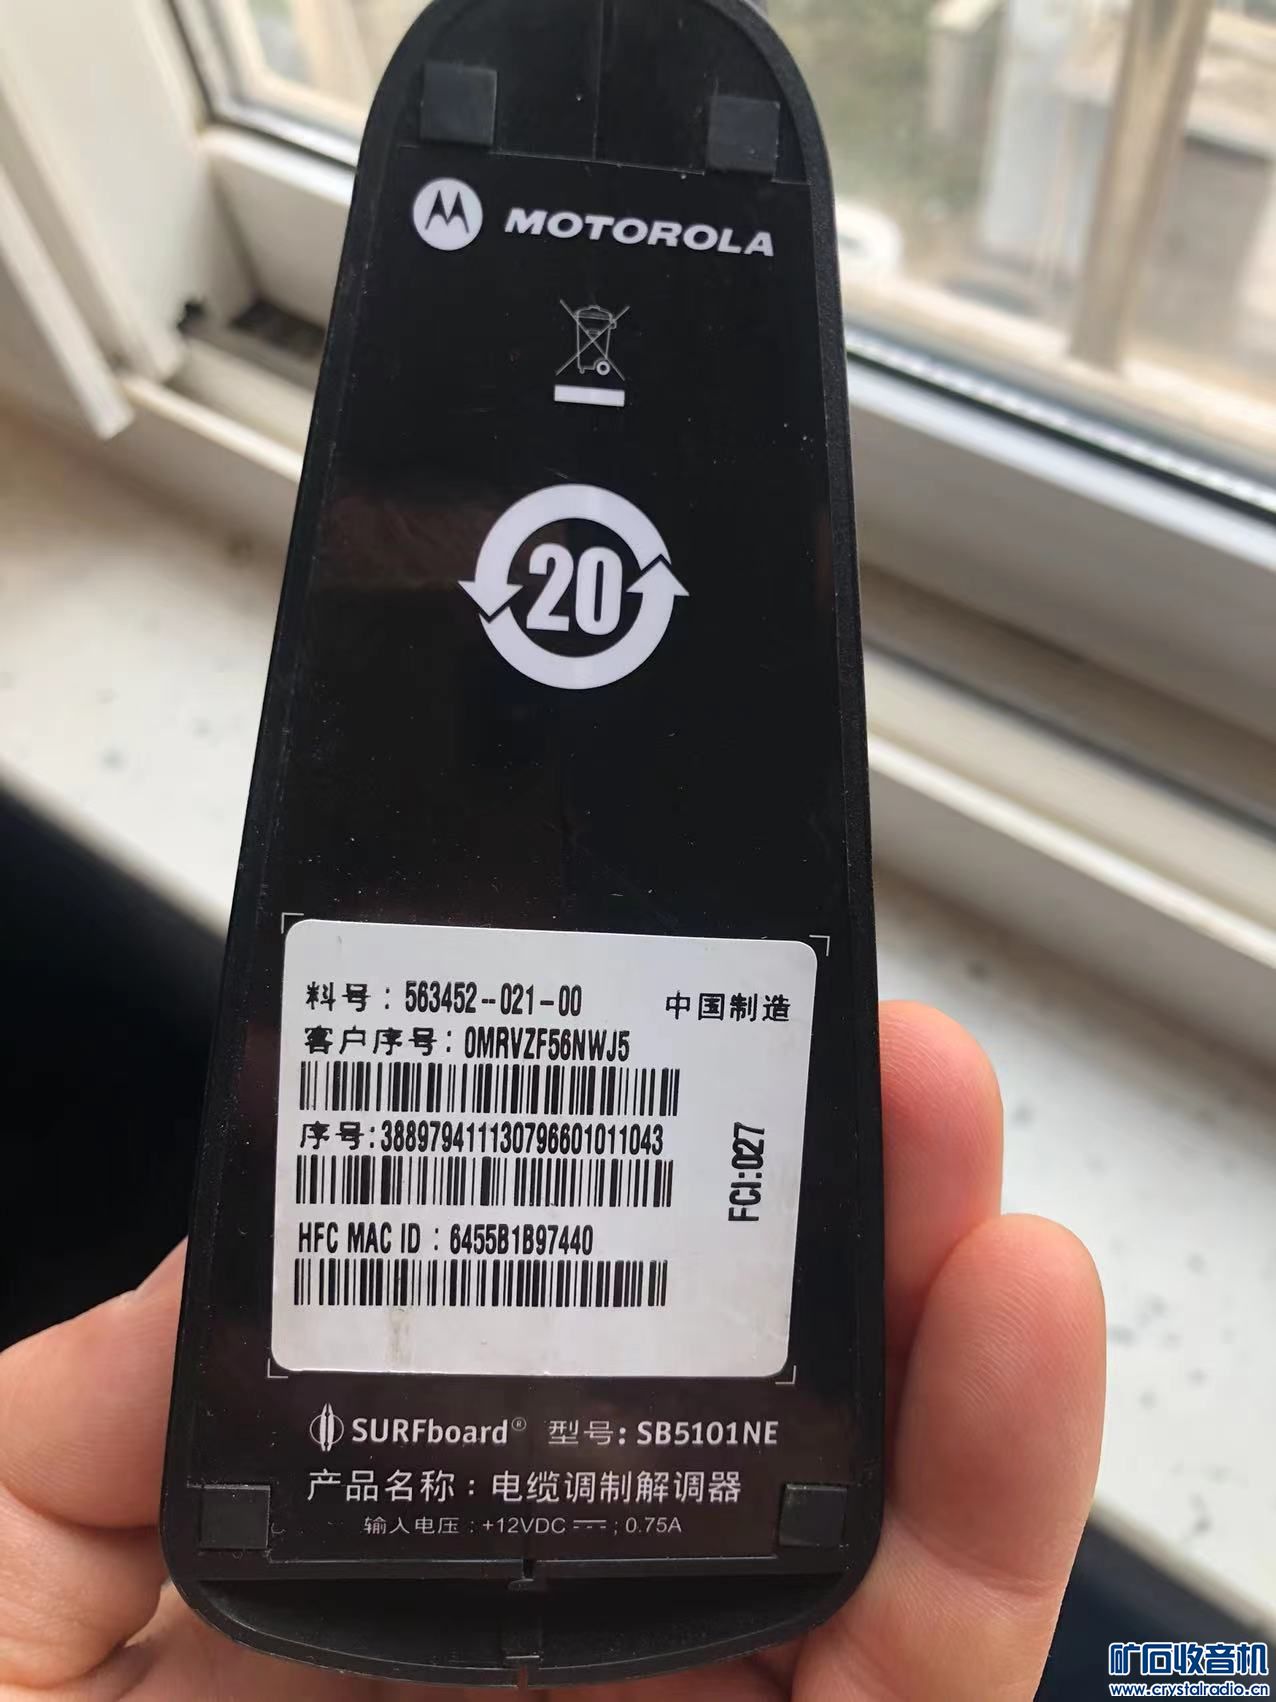 MOTOROLA
20
料号：563452--021-00
中国制造
客户序号：0MRVZF56NWJ5
序号:388979411130796601011043
FCI:027
HFC MAC ID : 6455B1B97440
SURFboard® 型号: SB5101NE
产品名称：电缆调制解调器
输入电压：+12VDC ⎓ ; 0.75A
矿石收音机
www.crystalradio.cn